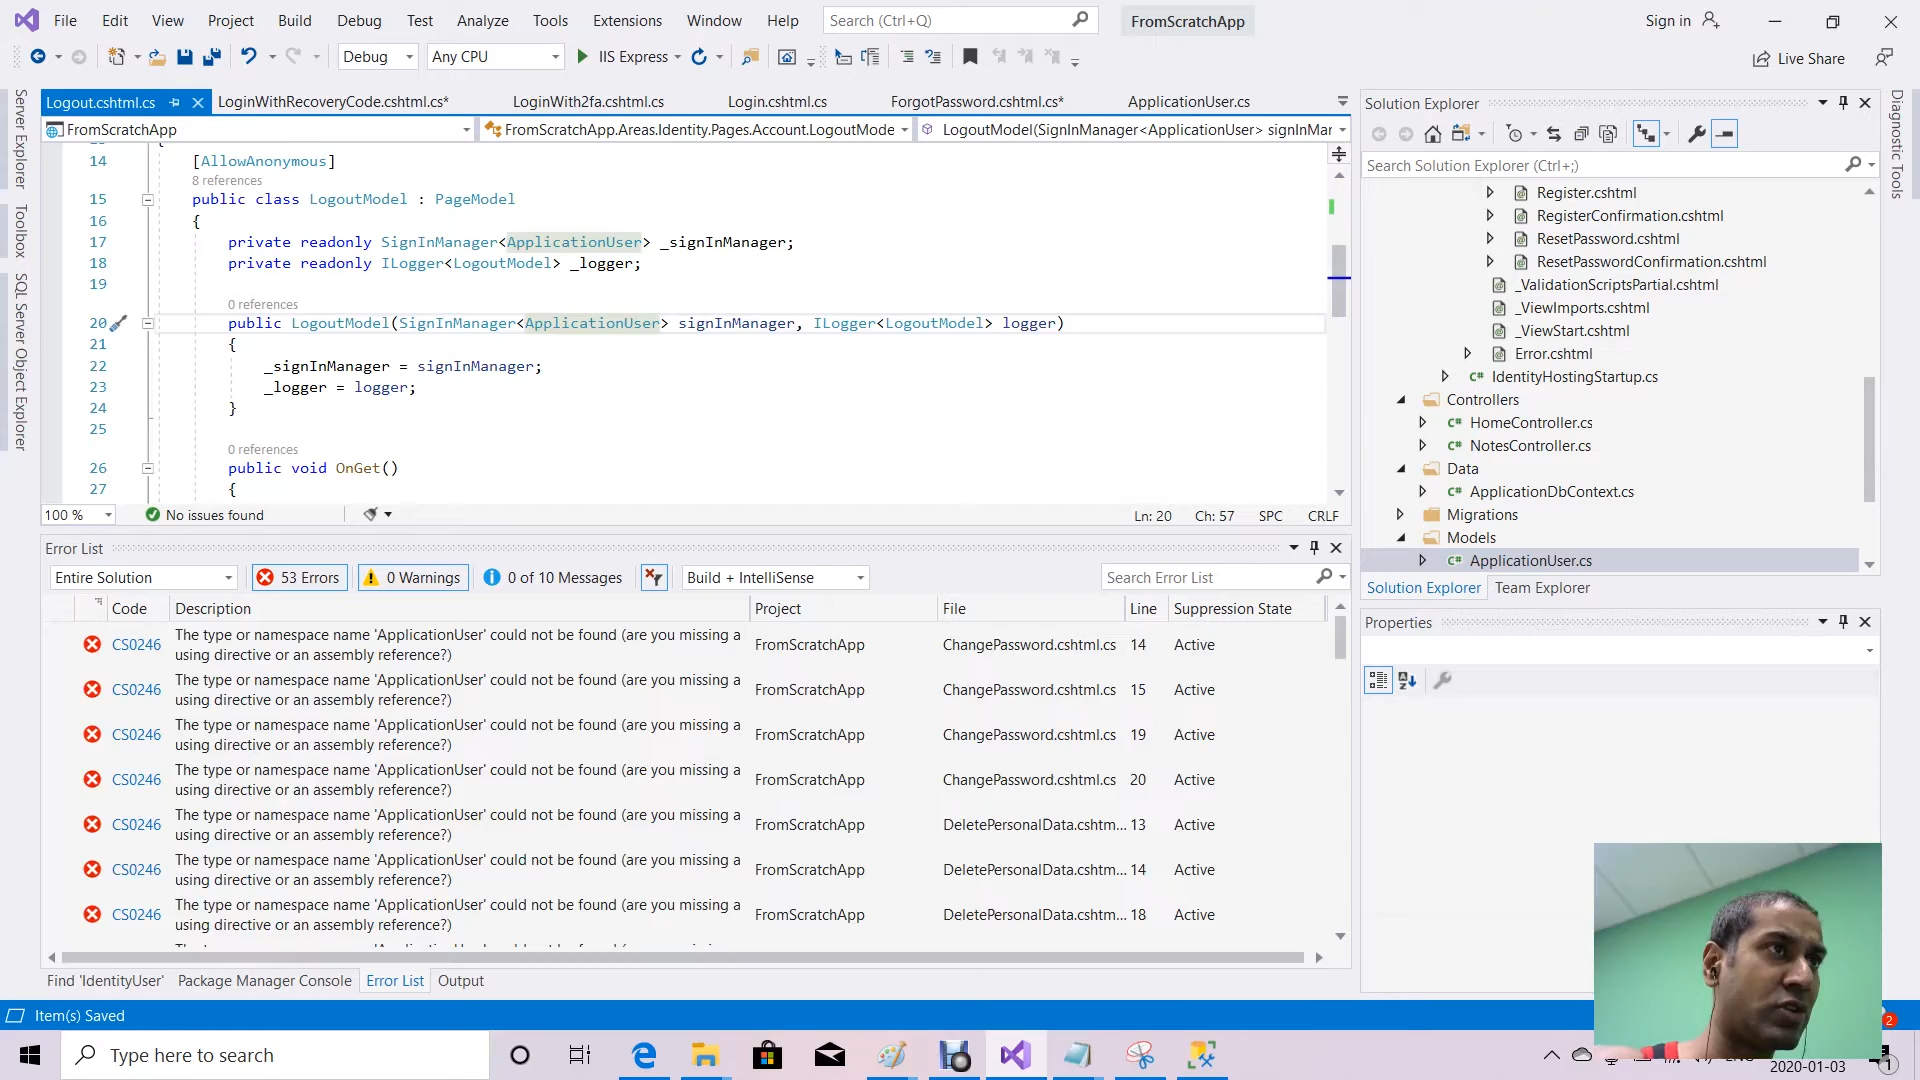 File Edit View Project Build Debug Test Analyze Tools Extensions Window Help Search (Ctrl+Q) FromScratchApp Sign in
Debug Any CPU IIS Express Live Share
Server Explorer
Toolbox
SQL Server Object Explorer
Logout.cshtml.cs LoginWithRecoveryCode.cshtml.cs* LoginWith2fa.cshtml.cs Login.cshtml.cs ForgotPassword.cshtml.cs* ApplicationUser.cs
FromScratchApp FromScratchApp.Areas.Identity.Pages.Account.LogoutMode LogoutModel(SignInManager<ApplicationUser> signInMar
14 [AllowAnonymous]
8 references
15 public class LogoutModel : PageModel
16 {
17 private readonly SignInManager<ApplicationUser> _signInManager;
18 private readonly ILogger<LogoutModel> _logger;
19
0 references
20 public LogoutModel(SignInManager<ApplicationUser> signInManager, ILogger<LogoutModel> logger)
21 {
22 _signInManager = signInManager;
23 _logger = logger;
24 }
25
0 references
26 public void OnGet()
27 {
100 % No issues found Ln: 20 Ch: 57 SPC CRLF
Error List
Entire Solution 53 Errors 0 Warnings 0 of 10 Messages Build + IntelliSense Search Error List
Code Description Project File Line Suppression State
CS0246 The type or namespace name 'ApplicationUser' could not be found (are you missing a
using directive or an assembly reference?) FromScratchApp ChangePassword.cshtml.cs 14 Active
CS0246 The type or namespace name 'ApplicationUser' could not be found (are you missing a
using directive or an assembly reference?) FromScratchApp ChangePassword.cshtml.cs 15 Active
CS0246 The type or namespace name 'ApplicationUser' could not be found (are you missing a
using directive or an assembly reference?) FromScratchApp ChangePassword.cshtml.cs 19 Active
CS0246 The type or namespace name 'ApplicationUser' could not be found (are you missing a
using directive or an assembly reference?) FromScratchApp ChangePassword.cshtml.cs 20 Active
CS0246 The type or namespace name 'ApplicationUser' could not be found (are you missing a
using directive or an assembly reference?) FromScratchApp DeletePersonalData.cshtm... 13 Active
CS0246 The type or namespace name 'ApplicationUser' could not be found (are you missing a
using directive or an assembly reference?) FromScratchApp DeletePersonalData.cshtm... 14 Active
CS0246 The type or namespace name 'ApplicationUser' could not be found (are you missing a
using directive or an assembly reference?) FromScratchApp DeletePersonalData.cshtm... 18 Active
Find 'IdentityUser' Package Manager Console Error List Output
Solution Explorer
Search Solution Explorer (Ctrl+;)
Register.cshtml
RegisterConfirmation.cshtml
ResetPassword.cshtml
ResetPasswordConfirmation.cshtml
_ValidationScriptsPartial.cshtml
_ViewImports.cshtml
_ViewStart.cshtml
Error.cshtml
C# IdentityHostingStartup.cs
Controllers
C# HomeController.cs
C# NotesController.cs
Data
C# ApplicationDbContext.cs
Migrations
Models
C# ApplicationUser.cs
Solution Explorer Team Explorer
Properties
Diagnostic Tools
Item(s) Saved 2
Type here to search
2020-01-03 1